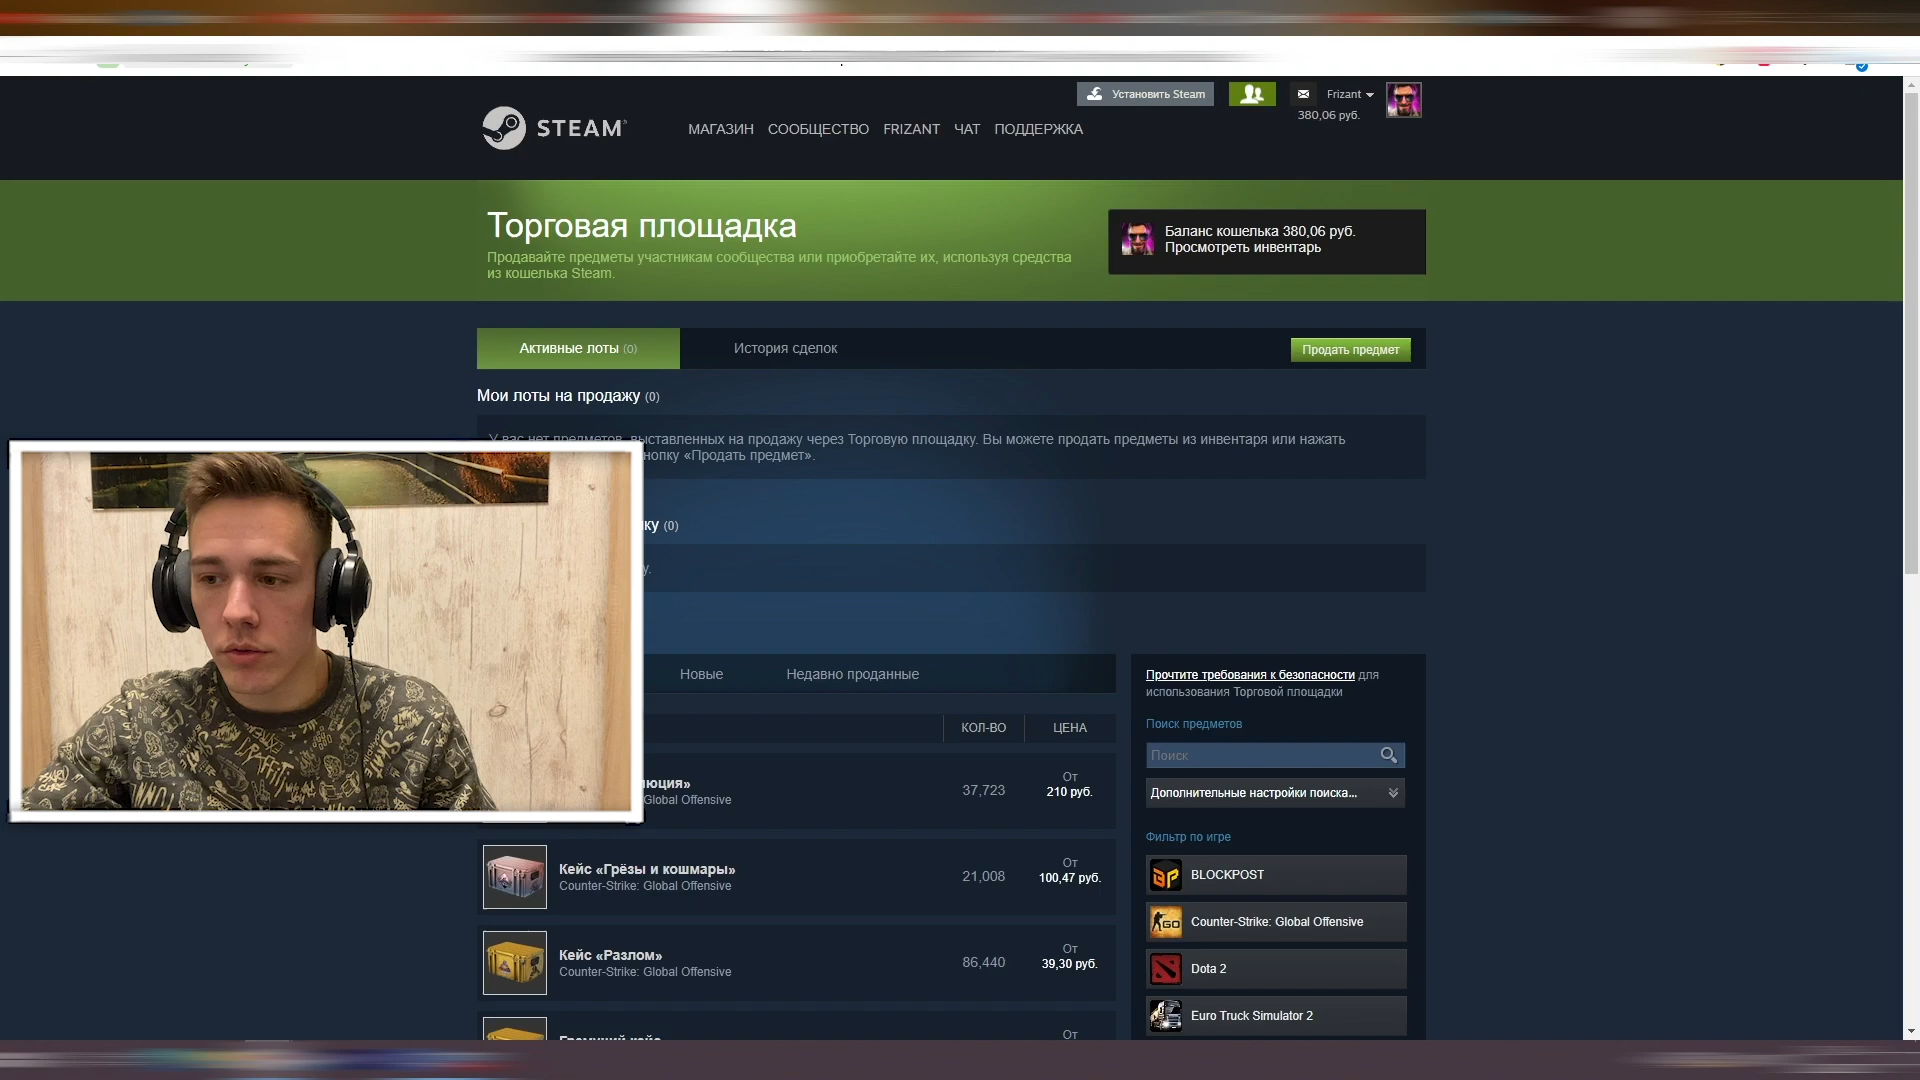 Установить Steam
Frizant
380,06 руб.
STEAM
МАГАЗИН СООБЩЕСТВО FRIZANT ЧАТ ПОДДЕРЖКА
Торговая площадка
Продавайте предметы участникам сообщества или приобретайте их, используя средства
из кошелька Steam.
Баланс кошелька 380,06 руб.
Просмотреть инвентарь
Активные лоты (0)
История сделок
Продать предмет
Мои лоты на продажу (0)
У вас нет предметов, выставленных на продажу через Торговую площадку. Вы можете продать предметы из инвентаря или нажать
нопку «Продать предмет».
ку (0)
у.
Новые
Недавно проданные
КОЛ-ВО
ЦЕНА
люция»
Global Offensive
37,723
От
210 руб.
Кейс «Грёзы и кошмары»
Counter-Strike: Global Offensive
21,008
От
100,47 руб.
Кейс «Разлом»
Counter-Strike: Global Offensive
86,440
От
39,30 руб.
Гремучий кейс
От
Прочтите требования к безопасности для
использования Торговой площадки
Поиск предметов
Поиск
Дополнительные настройки поиска...
Фильтр по игре
BLOCKPOST
Counter-Strike: Global Offensive
Dota 2
Euro Truck Simulator 2